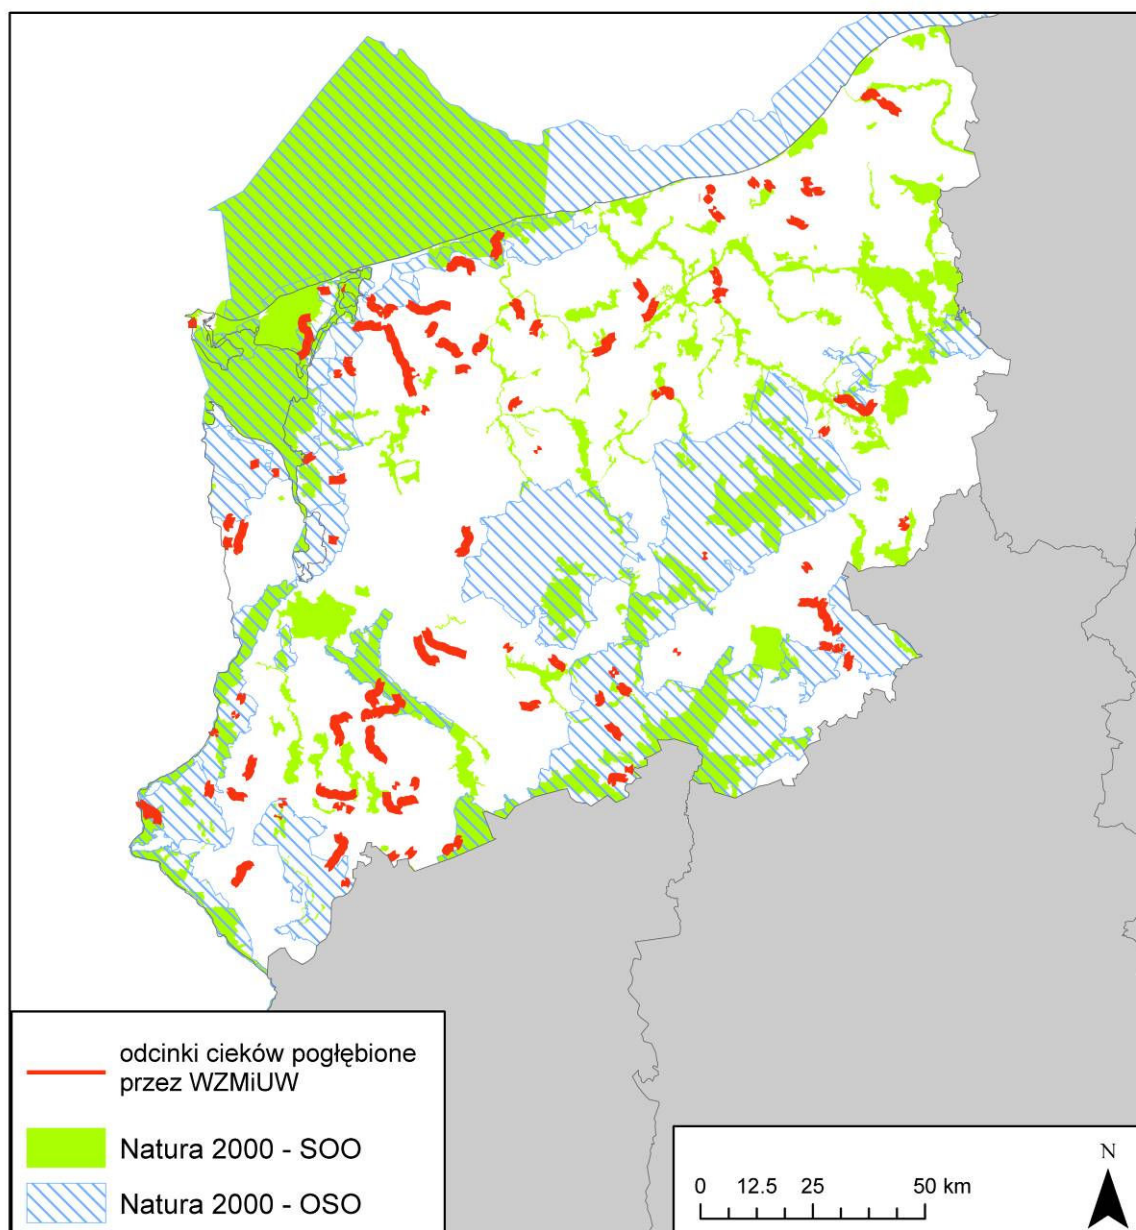 odcinki cieków pogłębione
przez WZMiUW
Natura 2000 - SOO
Natura 2000 - OSO
N
0 12.5 25 50 km